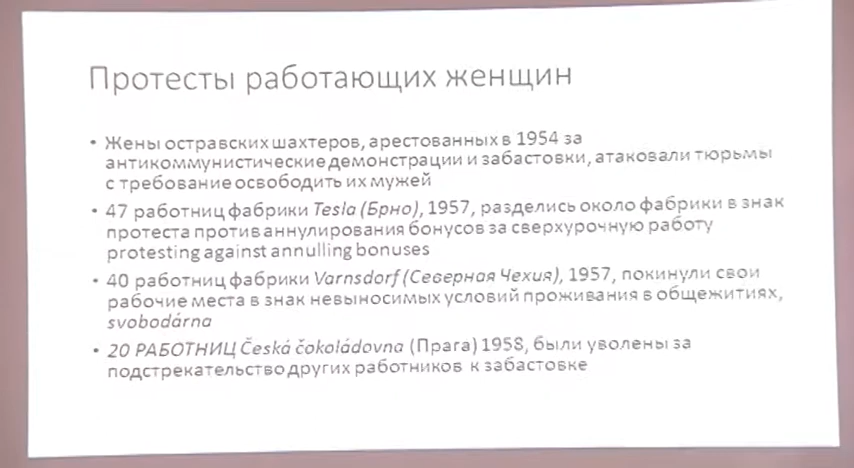 Протесты работающих женщин
• Жены остравских шахтеров, арестованных в 1954 за
антикоммунистические демонстрации и забастовки, атаковали тюрьмы
с требование освободить их мужей
• 47 работниц фабрики Tesla (Брно), 1957, разделись около фабрики в знак
протеста против аннулирования бонусов за сверхурочную работу
protesting against annulling bonuses
• 40 работниц фабрики Varnsdorf (Северная Чехия), 1957, покинули свои
рабочие места в знак невыносимых условий проживания в общежитиях,
svobodárna
• 20 РАБОТНИЦ Česká čokoládovna (Прага) 1958, были уволены за
подстрекательство других работников к забастовке